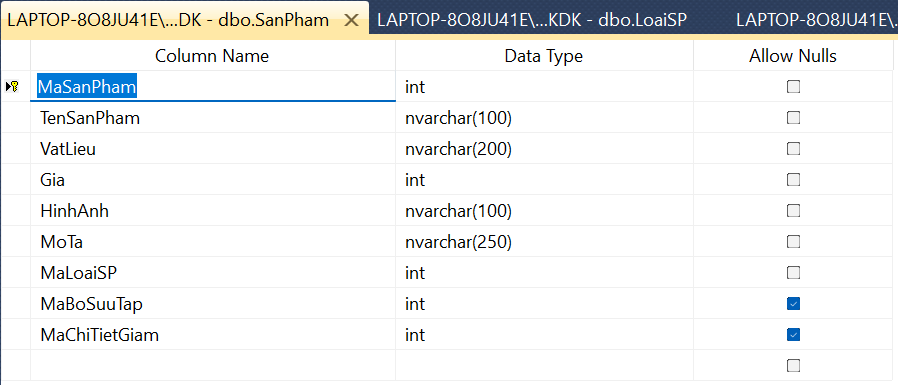 LAPTOP-8O8JU41E\...DK - dbo.SanPham LAPTOP-8O8JU41E\...KDK - dbo.LoaiSP LAPTOP-8O8JU41E\.
Column Name Data Type Allow Nulls
MaSanPham int
TenSanPham nvarchar(100)
VatLieu nvarchar(200)
Gia int
HinhAnh nvarchar(100)
MoTa nvarchar(250)
MaLoaiSP int
MaBoSuuTap int
MaChiTietGiam int